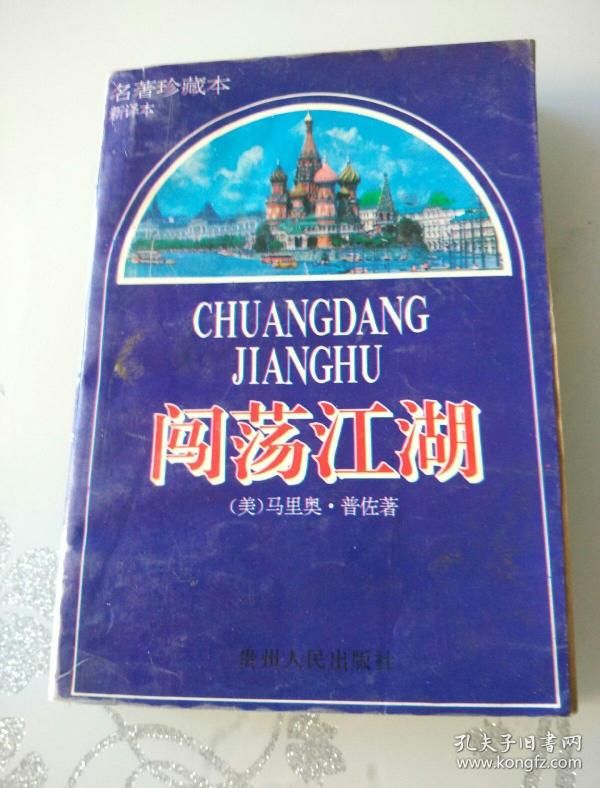 名著珍藏本
新译本
CHUANGDANG
JIANGHU
闯荡江湖
（美）马里奥·普佐著
贵州人民出版社
孔夫子旧书网
www.kongfz.com